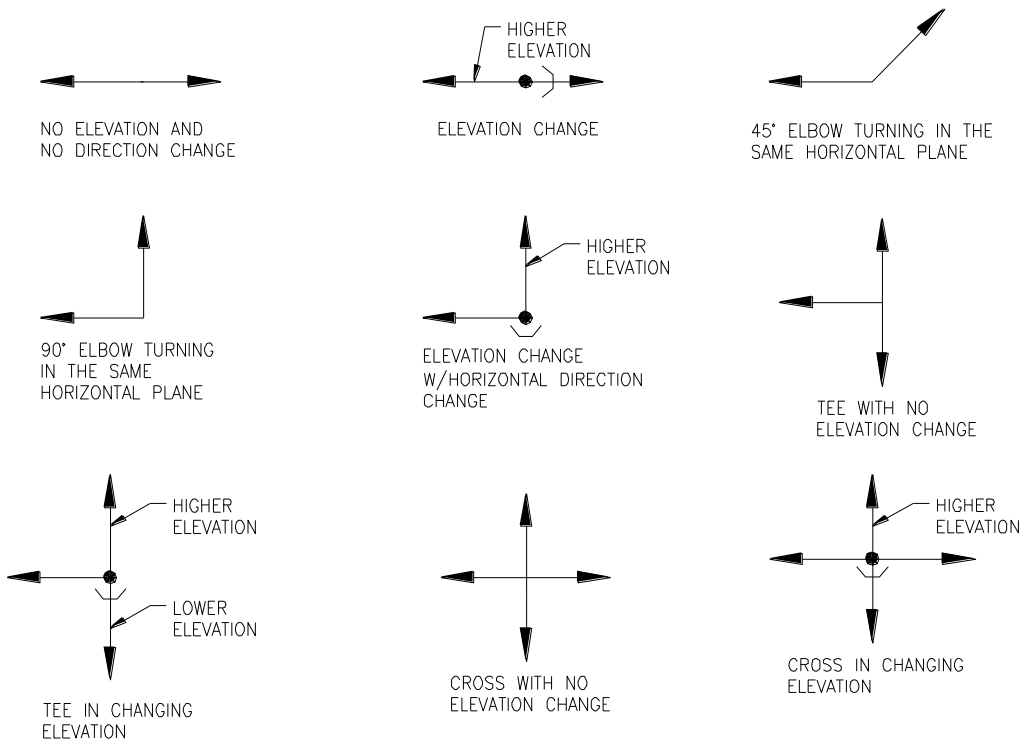 HIGHER
ELEVATION
NO ELEVATION AND
NO DIRECTION CHANGE
ELEVATION CHANGE
45° ELBOW TURNING IN THE
SAME HORIZONTAL PLANE
HIGHER
ELEVATION
90° ELBOW TURNING
IN THE SAME
HORIZONTAL PLANE
ELEVATION CHANGE
W/HORIZONTAL DIRECTION
CHANGE
TEE WITH NO
ELEVATION CHANGE
HIGHER
ELEVATION
LOWER
ELEVATION
TEE IN CHANGING
ELEVATION
CROSS WITH NO
ELEVATION CHANGE
HIGHER
ELEVATION
CROSS IN CHANGING
ELEVATION